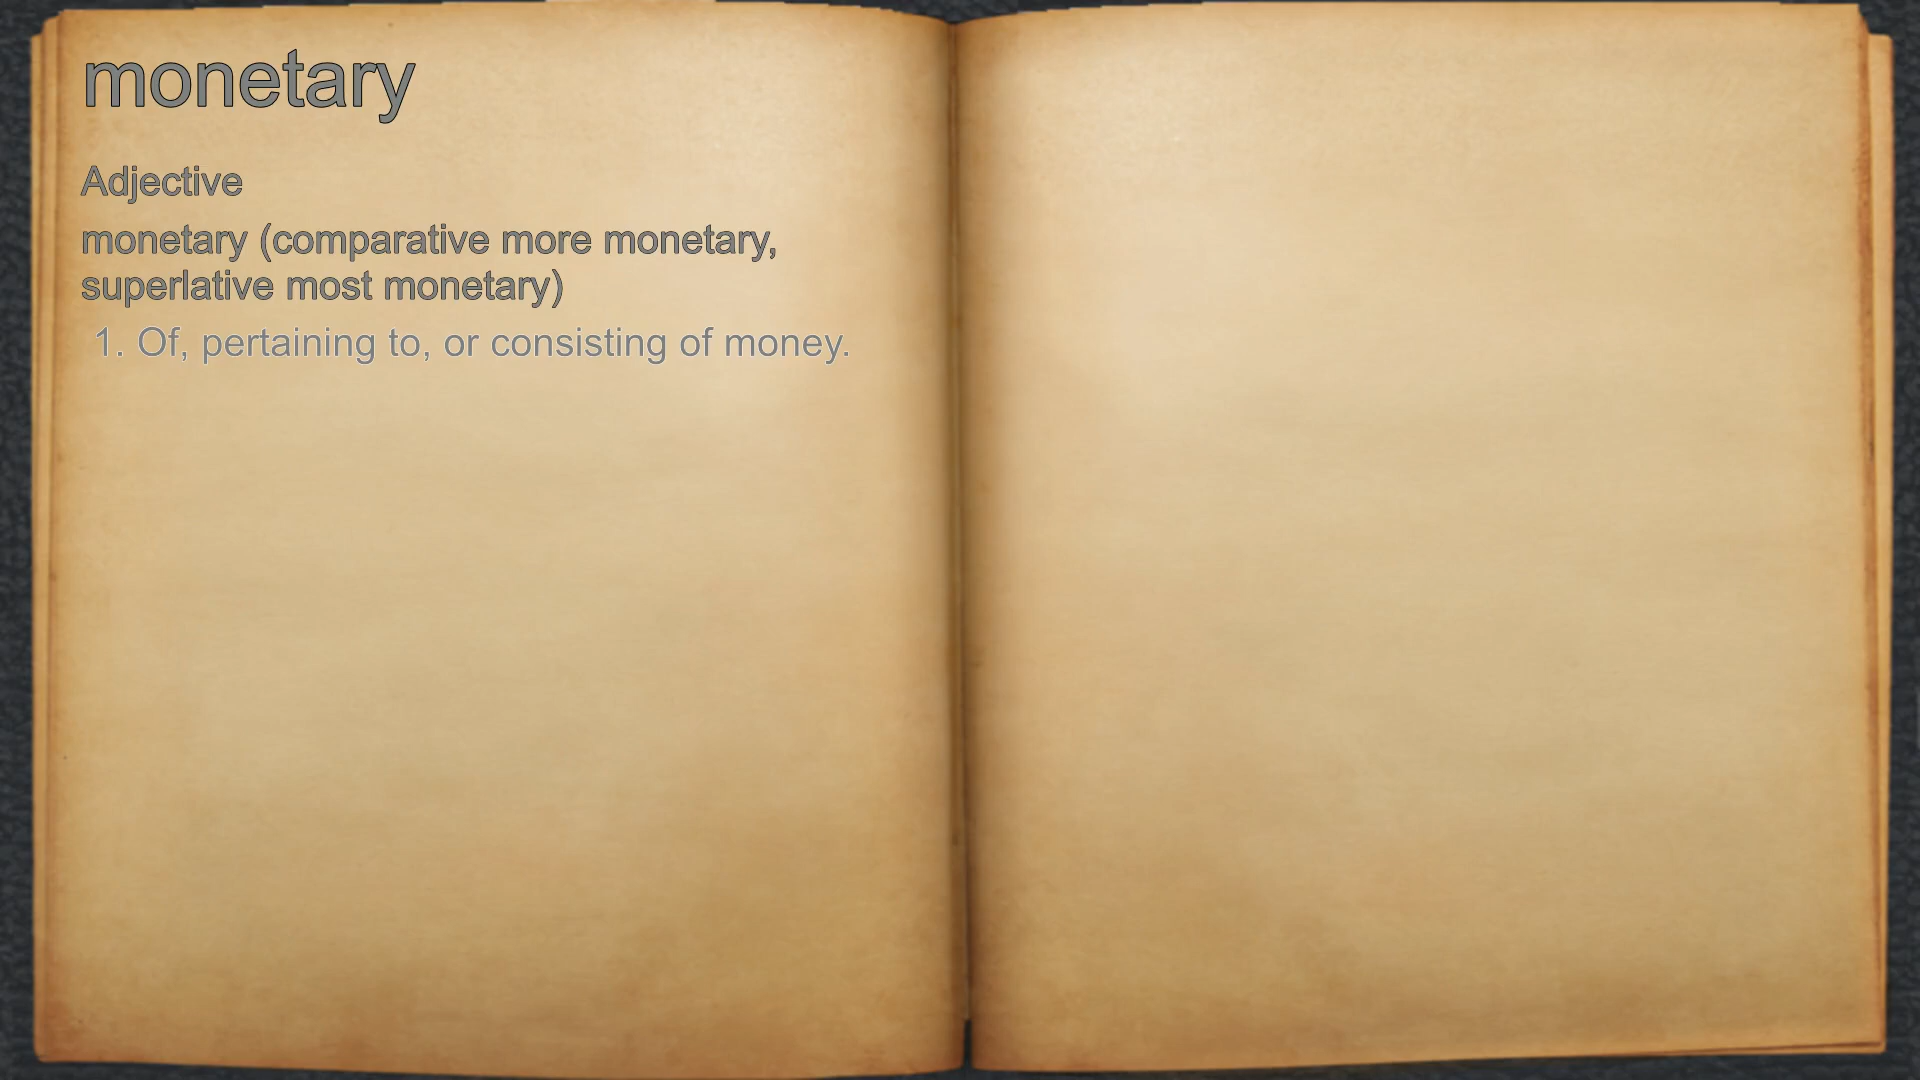 monetary
Adjective
monetary (comparative more monetary,
superlative most monetary)
1. Of, pertaining to, or consisting of money.